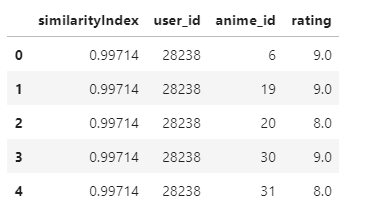 similarityIndex user_id anime_id rating
0 0.99714 28238 6 9.0
1 0.99714 28238 19 9.0
2 0.99714 28238 20 8.0
3 0.99714 28238 30 9.0
4 0.99714 28238 31 8.0